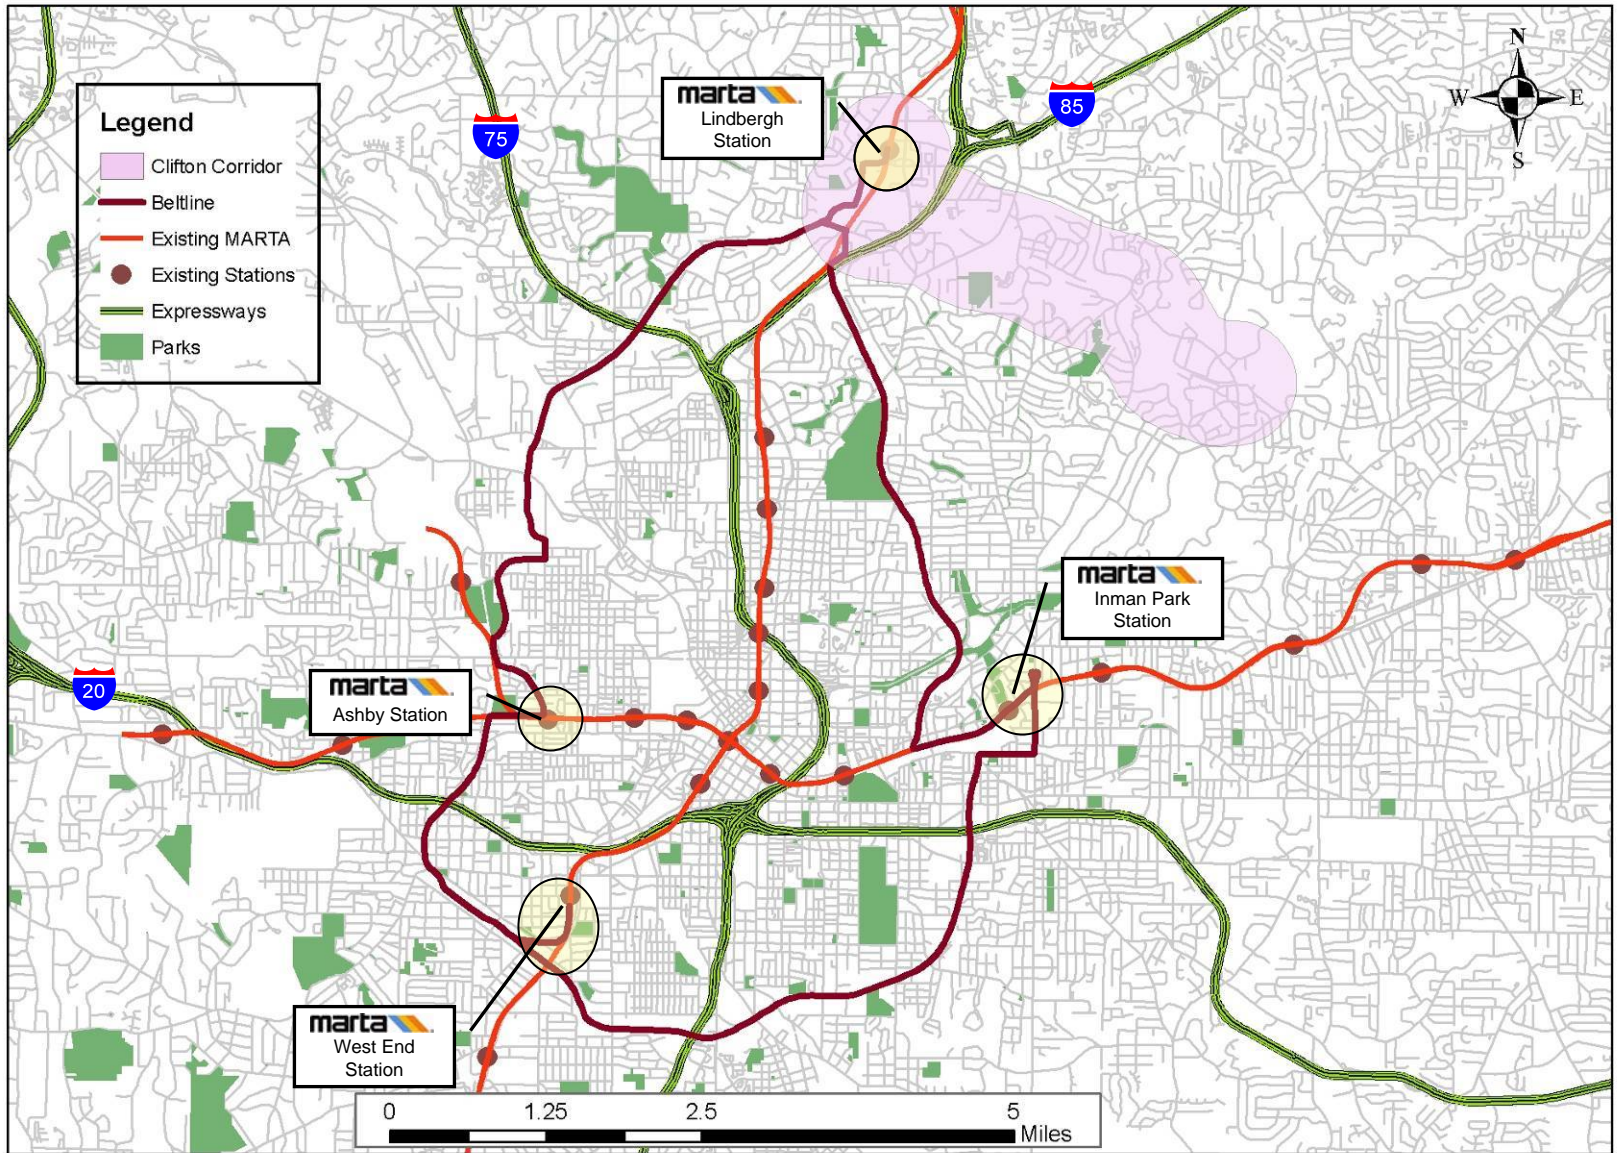 N
W
E
S
85
75
marta
Lindbergh
Station
Legend
Clifton Corridor
Beltline
Existing MARTA
Existing Stations
Expressways
Parks
marta
Inman Park
Station
20
marta
Ashby Station
marta
West End
Station
0 1.25 2.5 5
Miles